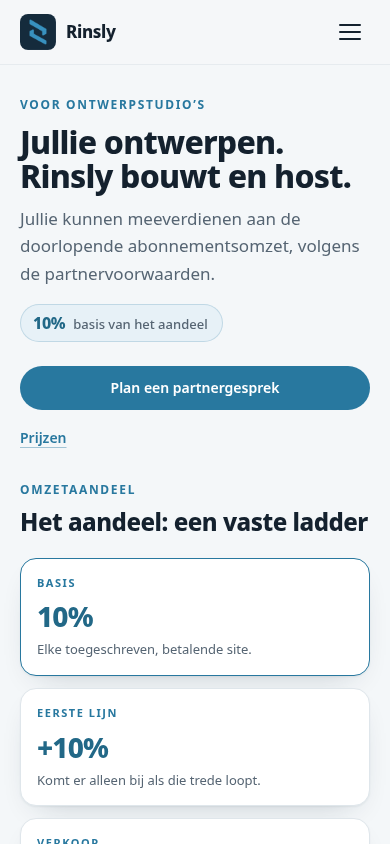 Rinsly
VOOR ONTWERPSTUDIO’S
Jullie ontwerpen.
Rinsly bouwt en host.
Jullie kunnen meeverdienen aan de
doorlopende abonnementsomzet, volgens
de partnervoorwaarden.
10% basis van het aandeel
Plan een partnergesprek
Prijzen
OMZETAANDEEL
Het aandeel: een vaste ladder
BASIS
10%
Elke toegeschreven, betalende site.
EERSTE LIJN
+10%
Komt er alleen bij als die trede loopt.
VERKOOP